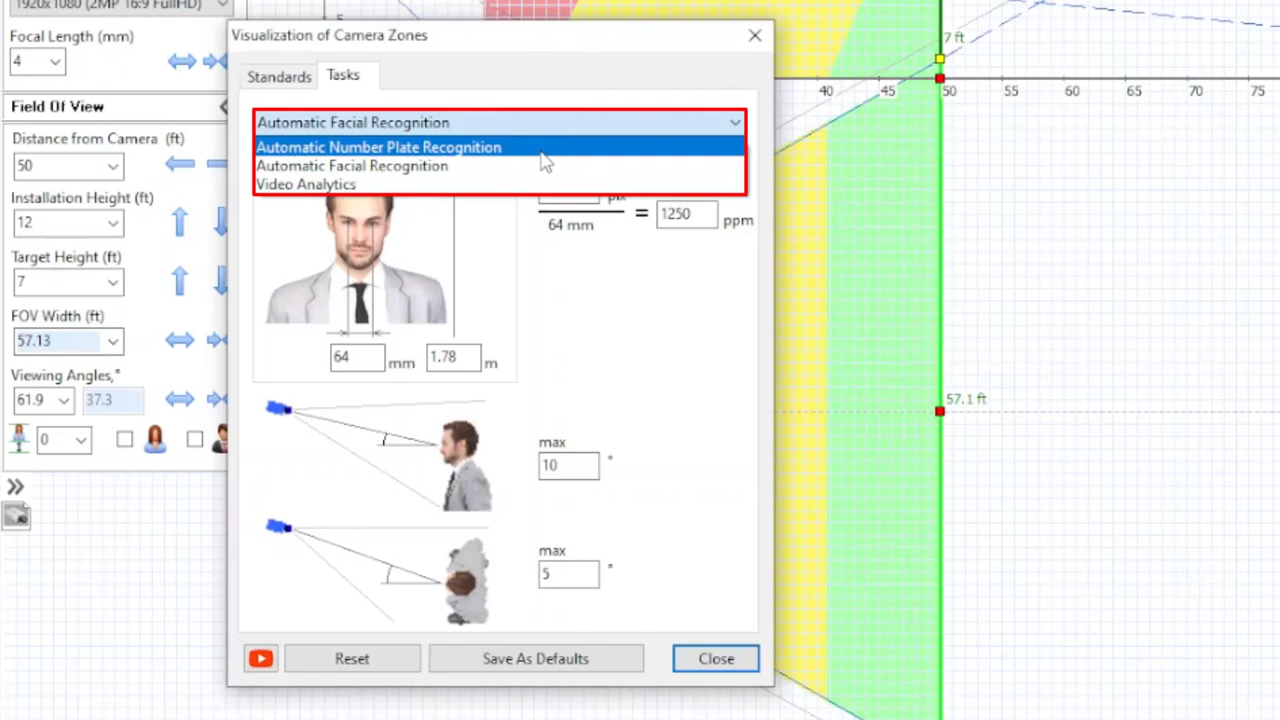 1920x1080 (2MP 16:9 FullHD)
Focal Length (mm)
4
Field Of View
Distance from Camera (ft)
50
Installation Height (ft)
12
Target Height (ft)
7
FOV Width (ft)
57.13
Viewing Angles,°
61.9
37.3
0
Visualization of Camera Zones
Standards
Tasks
Automatic Facial Recognition
Automatic Number Plate Recognition
Automatic Facial Recognition
Video Analytics
pix
64 mm
=
1250
ppm
64
mm
1.78
m
max
10
°
max
5
°
Reset
Save As Defaults
Close
5
7 ft
40
45
50
55
60
65
70
75
57.1 ft